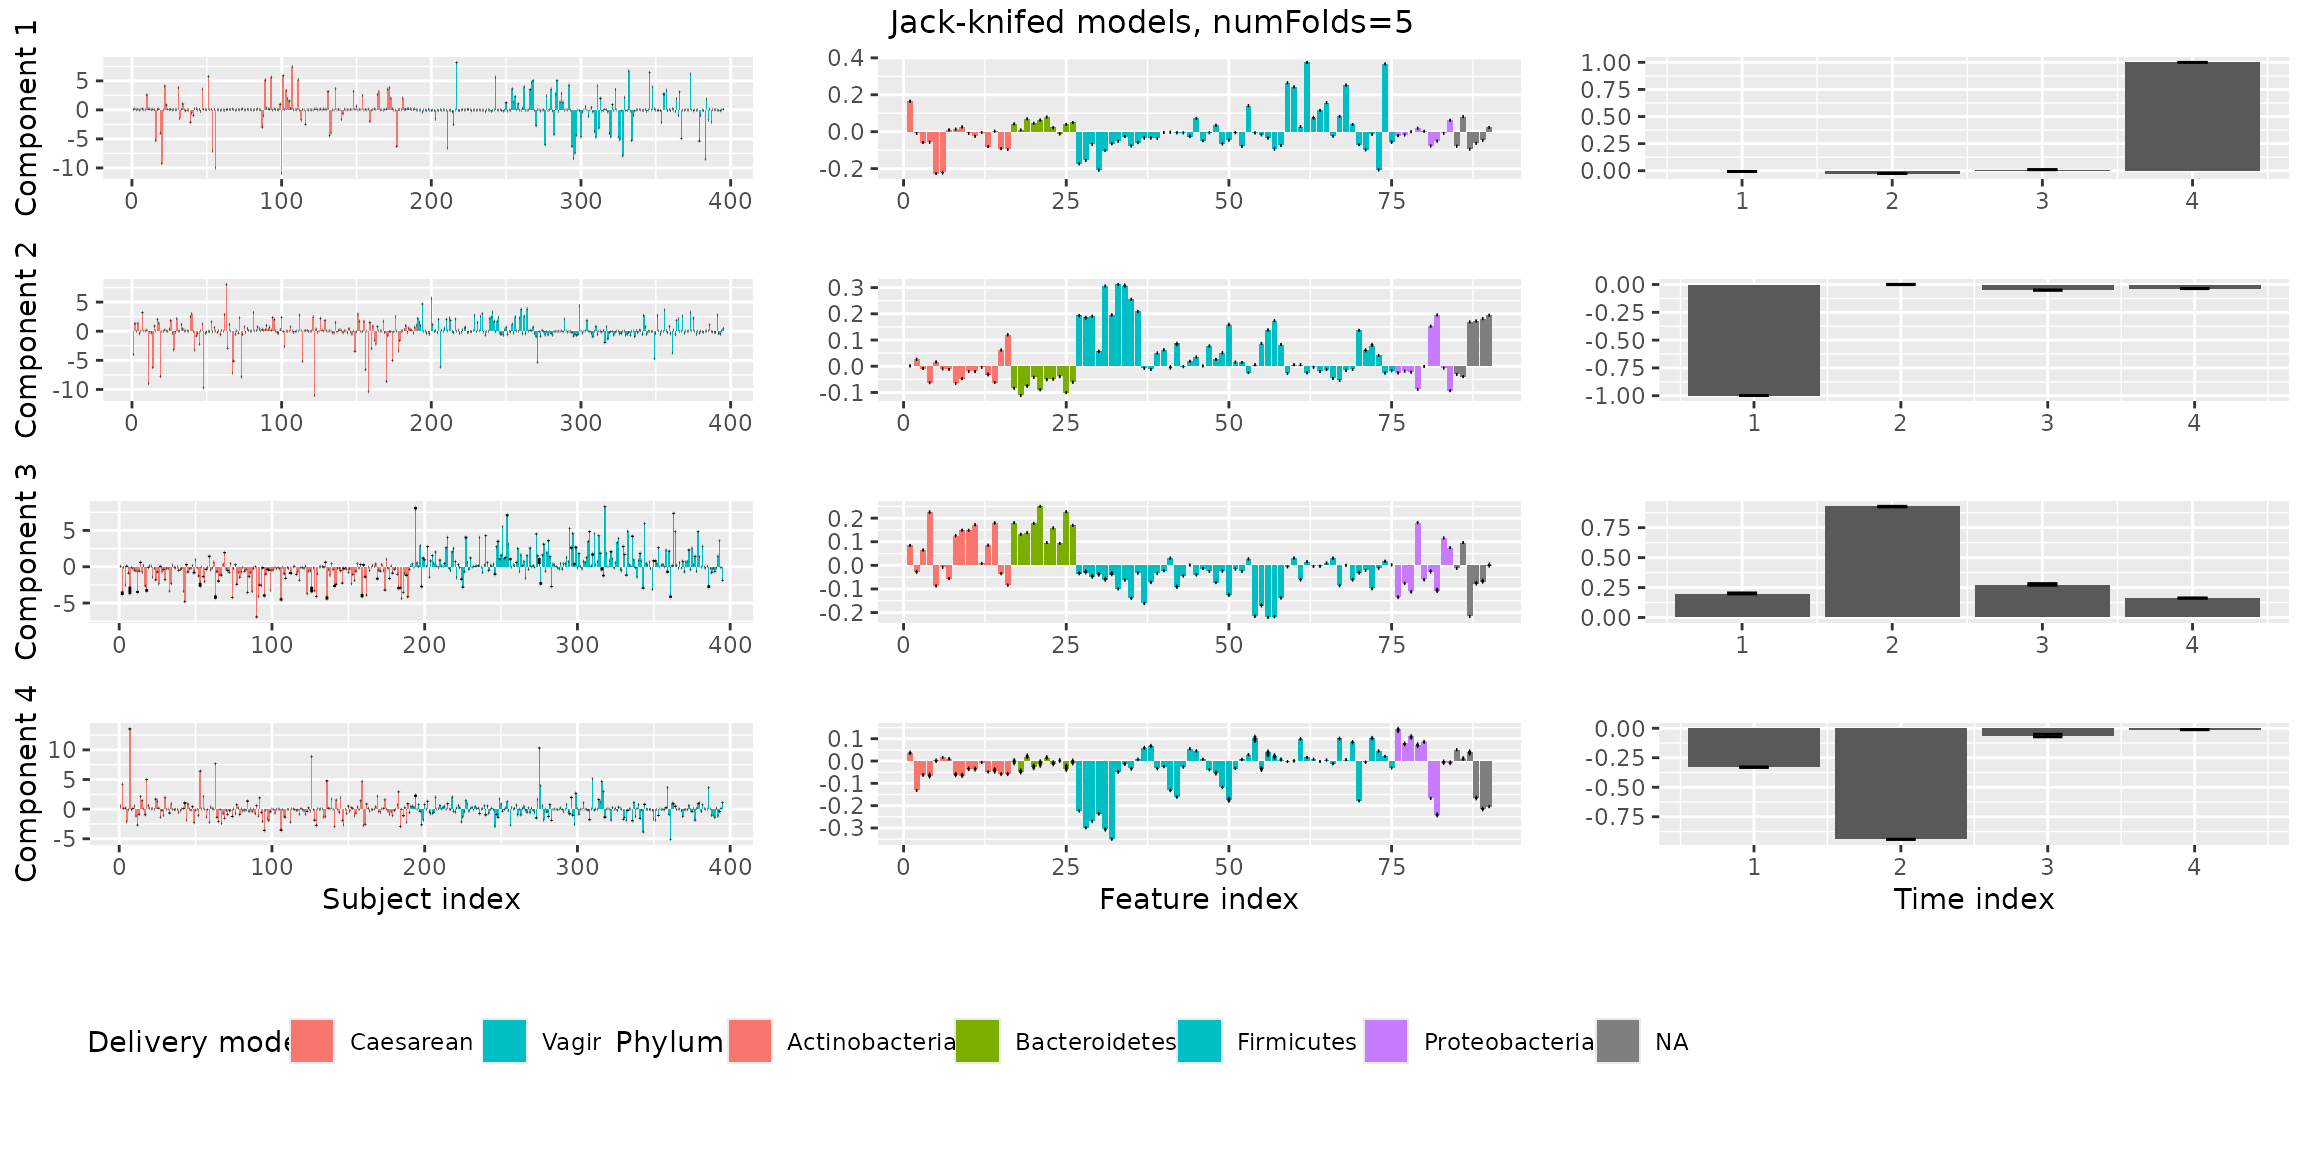 Jack-knifed models, numFolds=5
Component 1
5
0
-5
-10
0 100 200 300 400
0.4
0.2
0.0
-0.2
0 25 50 75
1.00
0.75
0.50
0.25
0.00
1 2 3 4
Component 2
5
0
-5
-10
0 100 200 300 400
0.3
0.2
0.1
0.0
-0.1
0 25 50 75
0.00
-0.25
-0.50
-0.75
-1.00
1 2 3 4
Component 3
5
0
-5
0 100 200 300 400
0.2
0.1
0.0
-0.1
-0.2
0 25 50 75
0.75
0.50
0.25
0.00
1 2 3 4
Component 4
10
5
0
-5
0 100 200 300 400
0.1
0.0
-0.1
-0.2
-0.3
0 25 50 75
0.00
-0.25
-0.50
-0.75
1 2 3 4
Subject index Feature index Time index
Delivery mode Caesarean Vagir Phylum Actinobacteria Bacteroidetes Firmicutes Proteobacteria NA